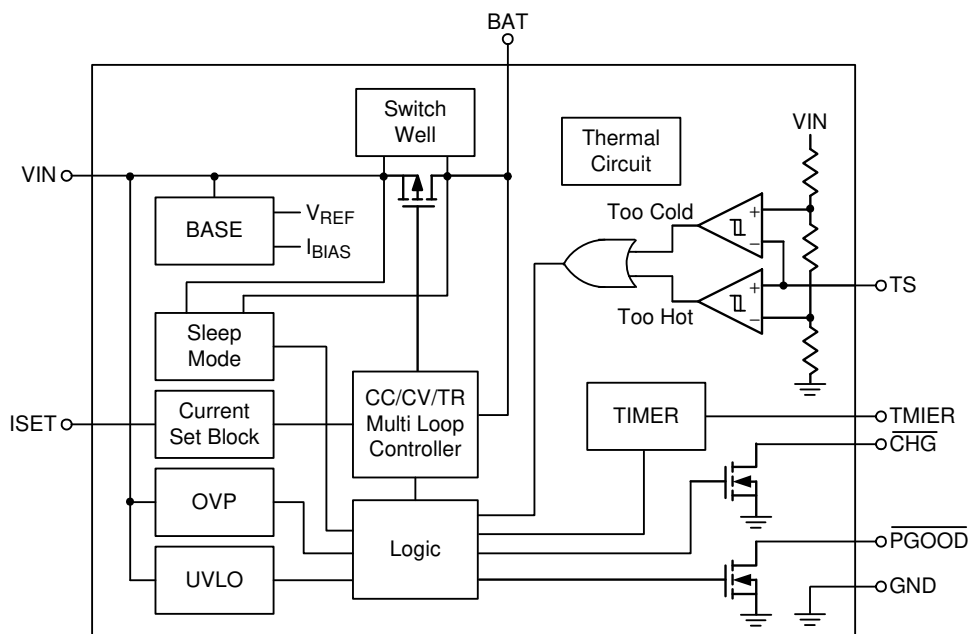 BAT
Switch
Well
Thermal
Circuit
VIN
VIN
BASE
VREF
IBIAS
Too Cold
+
−
TS
Too Hot
+
−
Sleep
Mode
CC/CV/TR
Multi Loop
Controller
ISET
Current
Set Block
TIMER
TMIER
CHG
OVP
Logic
UVLO
PGOOD
GND